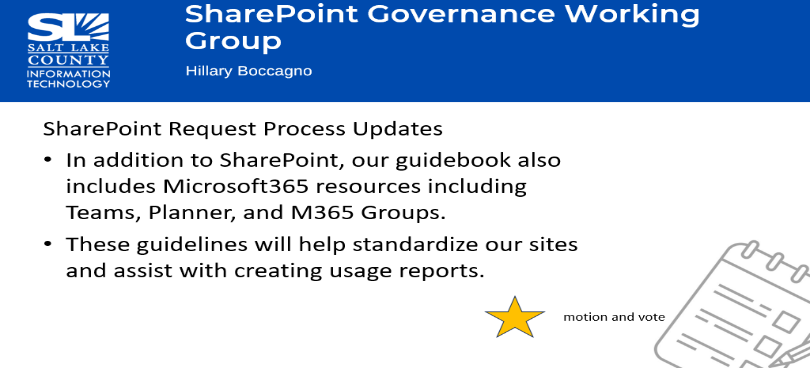 SharePoint Governance Working
Group
Hillary Boccagno
SL
SALT LAKE
COUNTY
INFORMATION
TECHNOLOGY
SharePoint Request Process Updates
• In addition to SharePoint, our guidebook also
includes Microsoft365 resources including
Teams, Planner, and M365 Groups.
• These guidelines will help standardize our sites
and assist with creating usage reports.
motion and vote